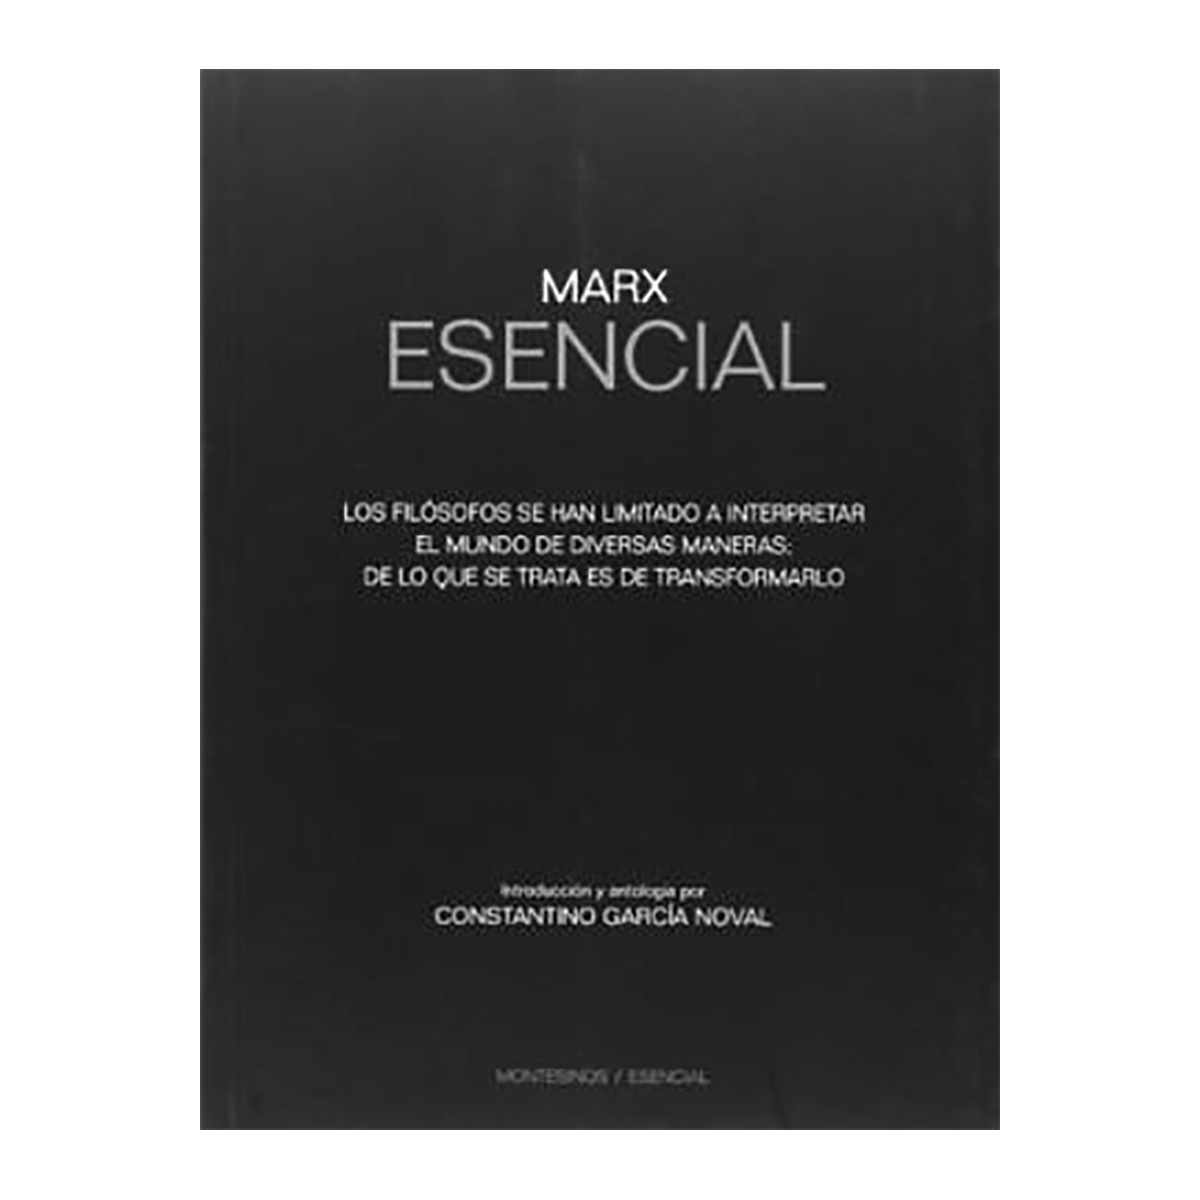 MARX
ESENCIAL
LOS FILÓSOFOS SE HAN LIMITADO A INTERPRETAR
EL MUNDO DE DIVERSAS MANERAS;
DE LO QUE SE TRATA ES DE TRANSFORMARLO
Introducción y antología por
CONSTANTINO GARCÍA NOVAL
MONTESINOS / ESENCIAL